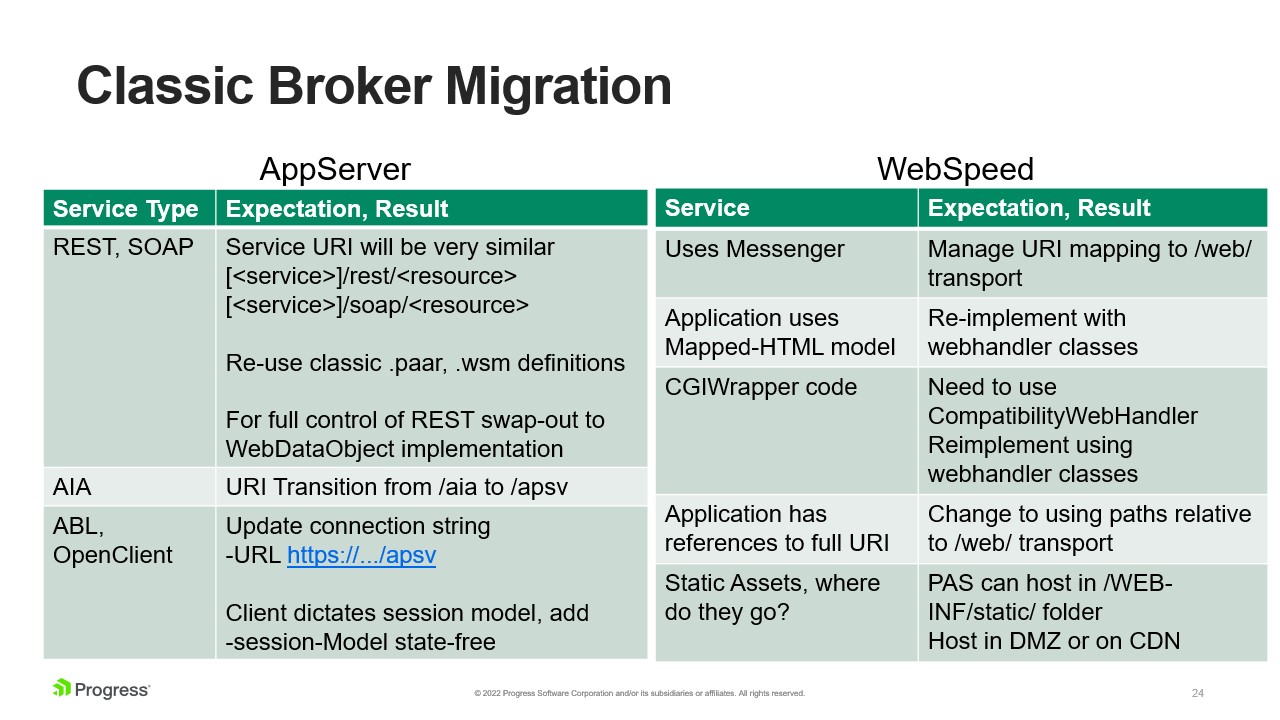 Classic Broker Migration
AppServer
Service Type
Expectation, Result
REST, SOAP
Service URI will be very similar
[<service>]/rest/<resource>
[<service>]/soap/<resource>
Re-use classic .paar, .wsm definitions
For full control of REST swap-out to
WebDataObject implementation
AIA
URI Transition from /aia to /apsv
ABL,
OpenClient
Update connection string
-URL https://.../apsv
Client dictates session model, add
-session-Model state-free
WebSpeed
Service
Expectation, Result
Uses Messenger
Manage URI mapping to /web/
transport
Application uses
Mapped-HTML model
Re-implement with
webhandler classes
CGIWrapper code
Need to use
CompatibilityWebHandler
Reimplement using
webhandler classes
Application has
references to full URI
Change to using paths relative
to /web/ transport
Static Assets, where
do they go?
PAS can host in /WEB-
INF/static/ folder
Host in DMZ or on CDN
Progress
© 2022 Progress Software Corporation and/or its subsidiaries or affiliates. All rights reserved.
24